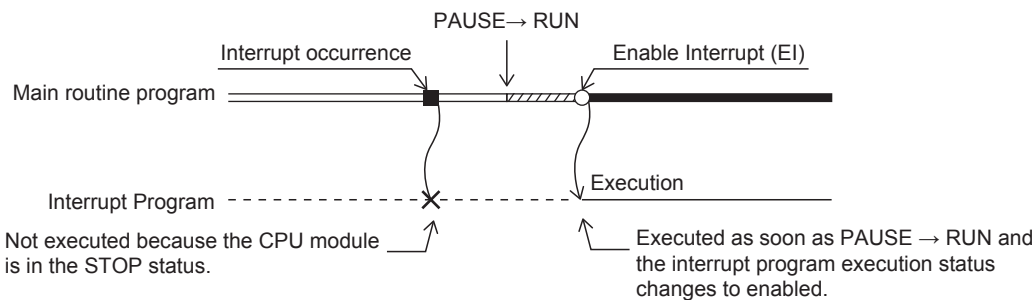 PAUSE→ RUN
Interrupt occurrence
Enable Interrupt (EI)
Main routine program
Execution
Interrupt Program
Not executed because the CPU module
is in the STOP status.
Executed as soon as PAUSE → RUN and
the interrupt program execution status
changes to enabled.